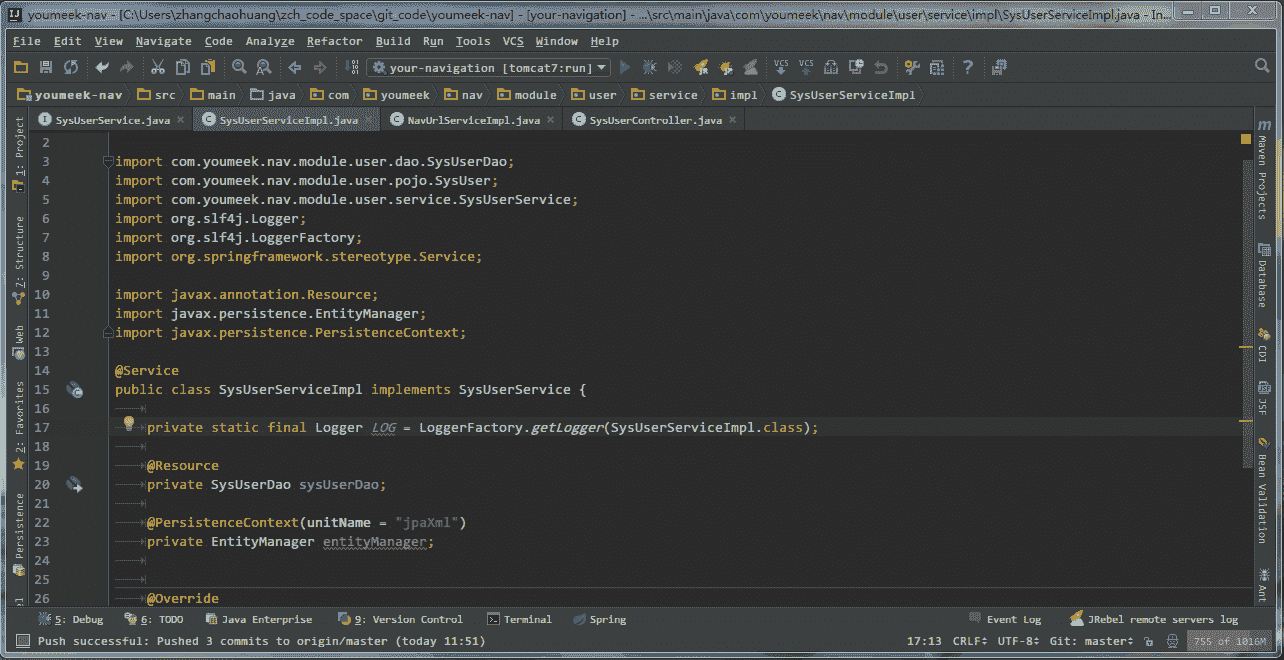 youmeek-nav - [C:\Users\zhangchaohuang\zch_code_space\git_code\youmeek-nav] - [your-navigation] - ...\src\main\java\com\youmeek\nav\module\user\service\impl\SysUserServiceImpl.java - In...
File Edit View Navigate Code Analyze Refactor Build Run Tools VCS Window Help
your-navigation [tomcat7:run] VCS VCS
youmeek-nav src main java com youmeek nav module user service impl SysUserServiceImpl
SysUserService.java SysUserServiceImpl.java NavUrlServiceImpl.java SysUserController.java
1: Project
7: Structure
Web
2: Favorites
Persistence
2
3 import com.youmeek.nav.module.user.dao.SysUserDao;
4 import com.youmeek.nav.module.user.pojo.SysUser;
5 import com.youmeek.nav.module.user.service.SysUserService;
6 import org.slf4j.Logger;
7 import org.slf4j.LoggerFactory;
8 import org.springframework.stereotype.Service;
9
10 import javax.annotation.Resource;
11 import javax.persistence.EntityManager;
12 import javax.persistence.PersistenceContext;
13
14 @Service
15 public class SysUserServiceImpl implements SysUserService {
16
17 private static final Logger LOG = LoggerFactory.getLogger(SysUserServiceImpl.class);
18
19 @Resource
20 private SysUserDao sysUserDao;
21
22 @PersistenceContext(unitName = "jpaXml")
23 private EntityManager entityManager;
24
25
26 @Override
Maven Projects
Database
CDI
JSF
Bean Validation
Ant
5: Debug 6: TODO Java Enterprise 9: Version Control Terminal Spring Event Log JRebel remote servers log
Push successful: Pushed 3 commits to origin/master (today 11:51) 17:13 CRLF UTF-8 Git: master 755 of 1016M